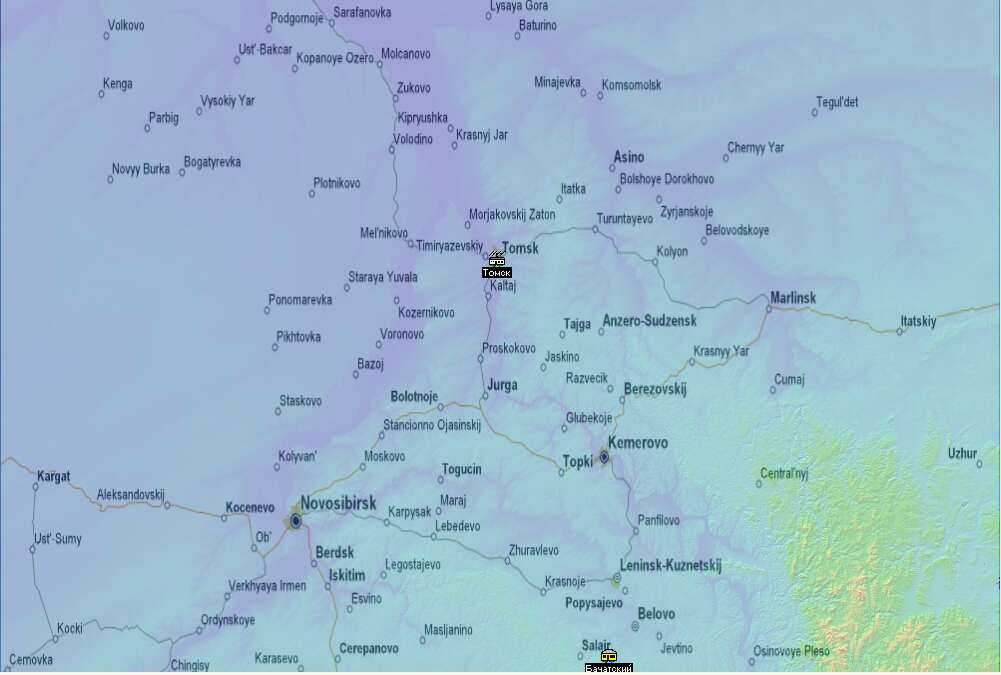 Lysaya Gora
Sarafanovka
Podgornoje
Volkovo
Baturino
Ust'-Bakcar
Kopanoye Ozero
Molcanovo
Kenga
Zukovo
Minajevka
Komsomolsk
Vysokiy Yar
Tegul'det
Parbig
Kipryushka
Krasnyj Jar
Volodino
Chernyy Yar
Asino
Novyy Burka
Bogatyrevka
Plotnikovo
Bolshoye Dorokhovo
Itatka
Zyrjanskoje
Morjakovskij Zaton
Turuntayevo
Belovodskoye
Mel'nikovo
Timiryazevskiy
Tomsk
Kolyon
Томск
Staraya Yuvala
Kaltaj
Ponomarevka
Marlinsk
Kozernikovo
Tajga
Anzero-Sudzensk
Itatskiy
Pikhtovka
Voronovo
Proskokovo
Jaskino
Krasnyy Yar
Bazoj
Razvecik
Cumaj
Jurga
Berezovskij
Bolotnoje
Staskovo
Glubekoje
Stancionno Ojasinskij
Kemerovo
Kolyvan'
Moskovo
Topki
Uzhur
Togucin
Kargat
Central'nyj
Aleksandovskij
Kocenevo
Novosibirsk
Maraj
Karpysak
Lebedevo
Panfilovo
Ust'-Sumy
Ob'
Berdsk
Zhuravlevo
Legostajevo
Leninsk-Kuznetskij
Iskitim
Krasnoje
Verkhyaya Irmen
Esvino
Popysajevo
Ordynskoye
Belovo
Kocki
Masljanino
Cerepanovo
Salair
Jevtino
Osinovoye Pleso
Cernovka
Chingisy
Karasevo
Бачатский